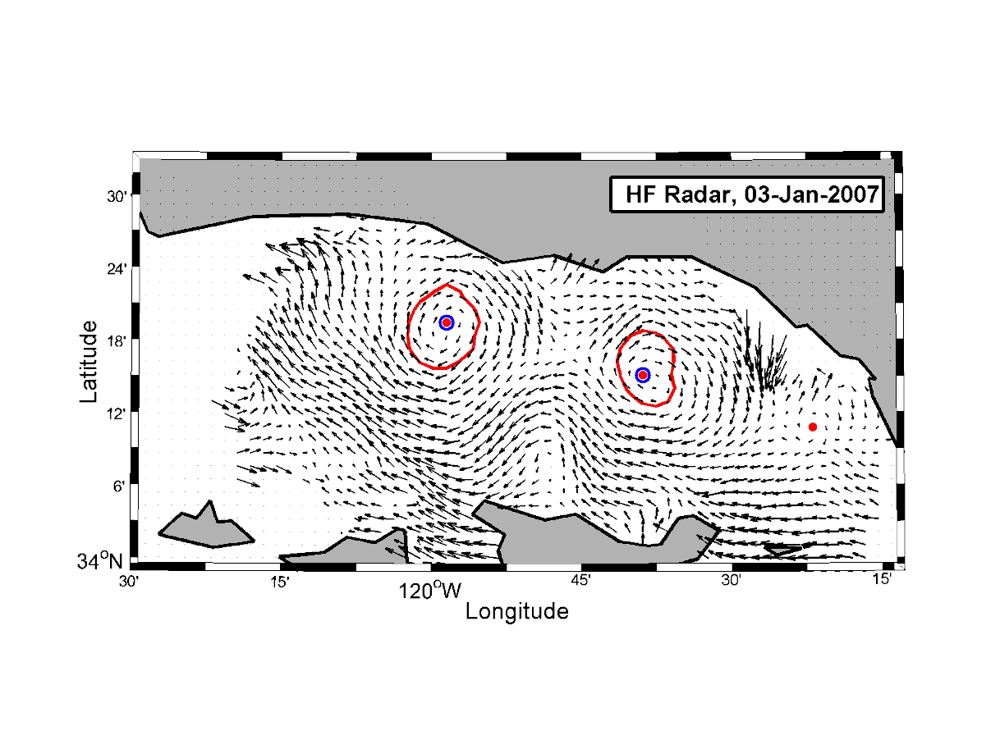 HF Radar, 03-Jan-2007
30'
24'
18'
12'
6'
34°N
30'
15'
120°W
45'
30'
15'
Latitude
Longitude